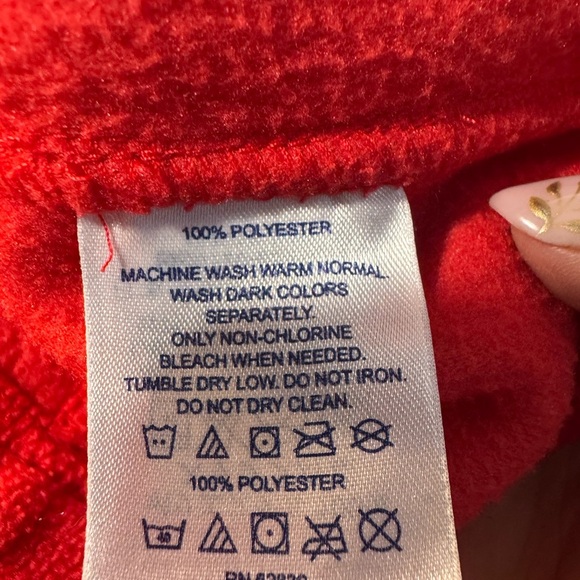 100% POLYESTER
MACHINE WASH WARM NORMAL.
WASH DARK COLORS
SEPARATELY.
ONLY NON-CHLORINE
BLEACH WHEN NEEDED.
TUMBLE DRY LOW. DO NOT IRON.
DO NOT DRY CLEAN.
100% POLYESTER
40
RN